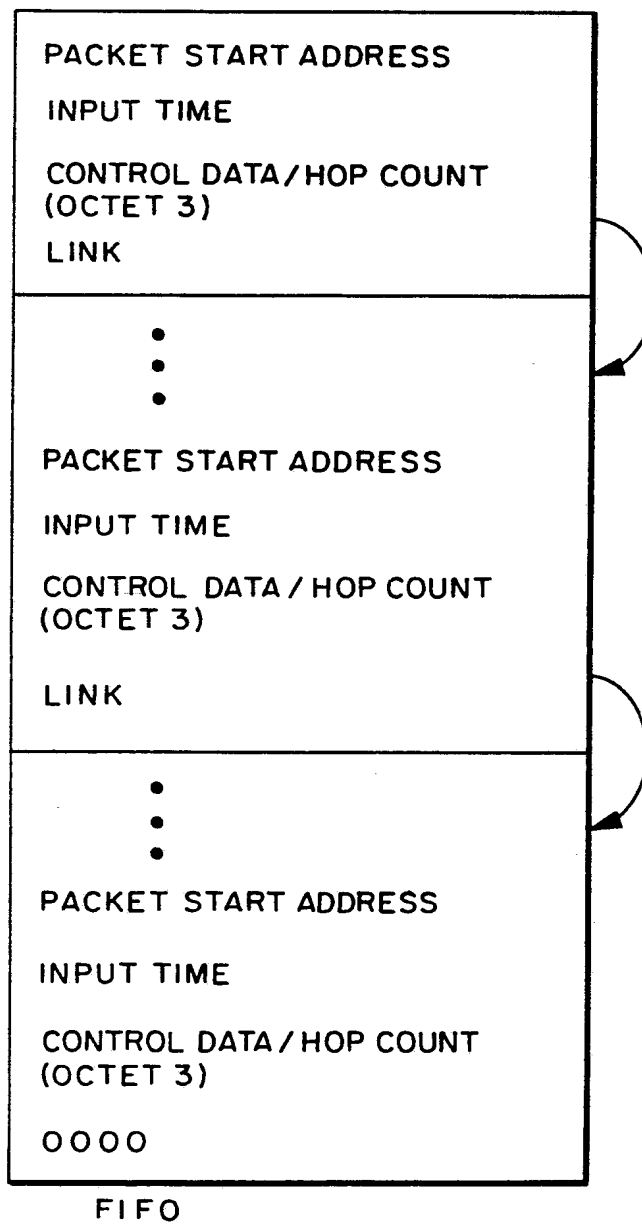 PACKET START ADDRESS
INPUT TIME
CONTROL DATA/HOP COUNT
(OCTET 3)
LINK
PACKET START ADDRESS
INPUT TIME
CONTROL DATA/HOP COUNT
(OCTET 3)
LINK
PACKET START ADDRESS
INPUT TIME
CONTROL DATA/HOP COUNT
(OCTET 3)
0000
FIFO